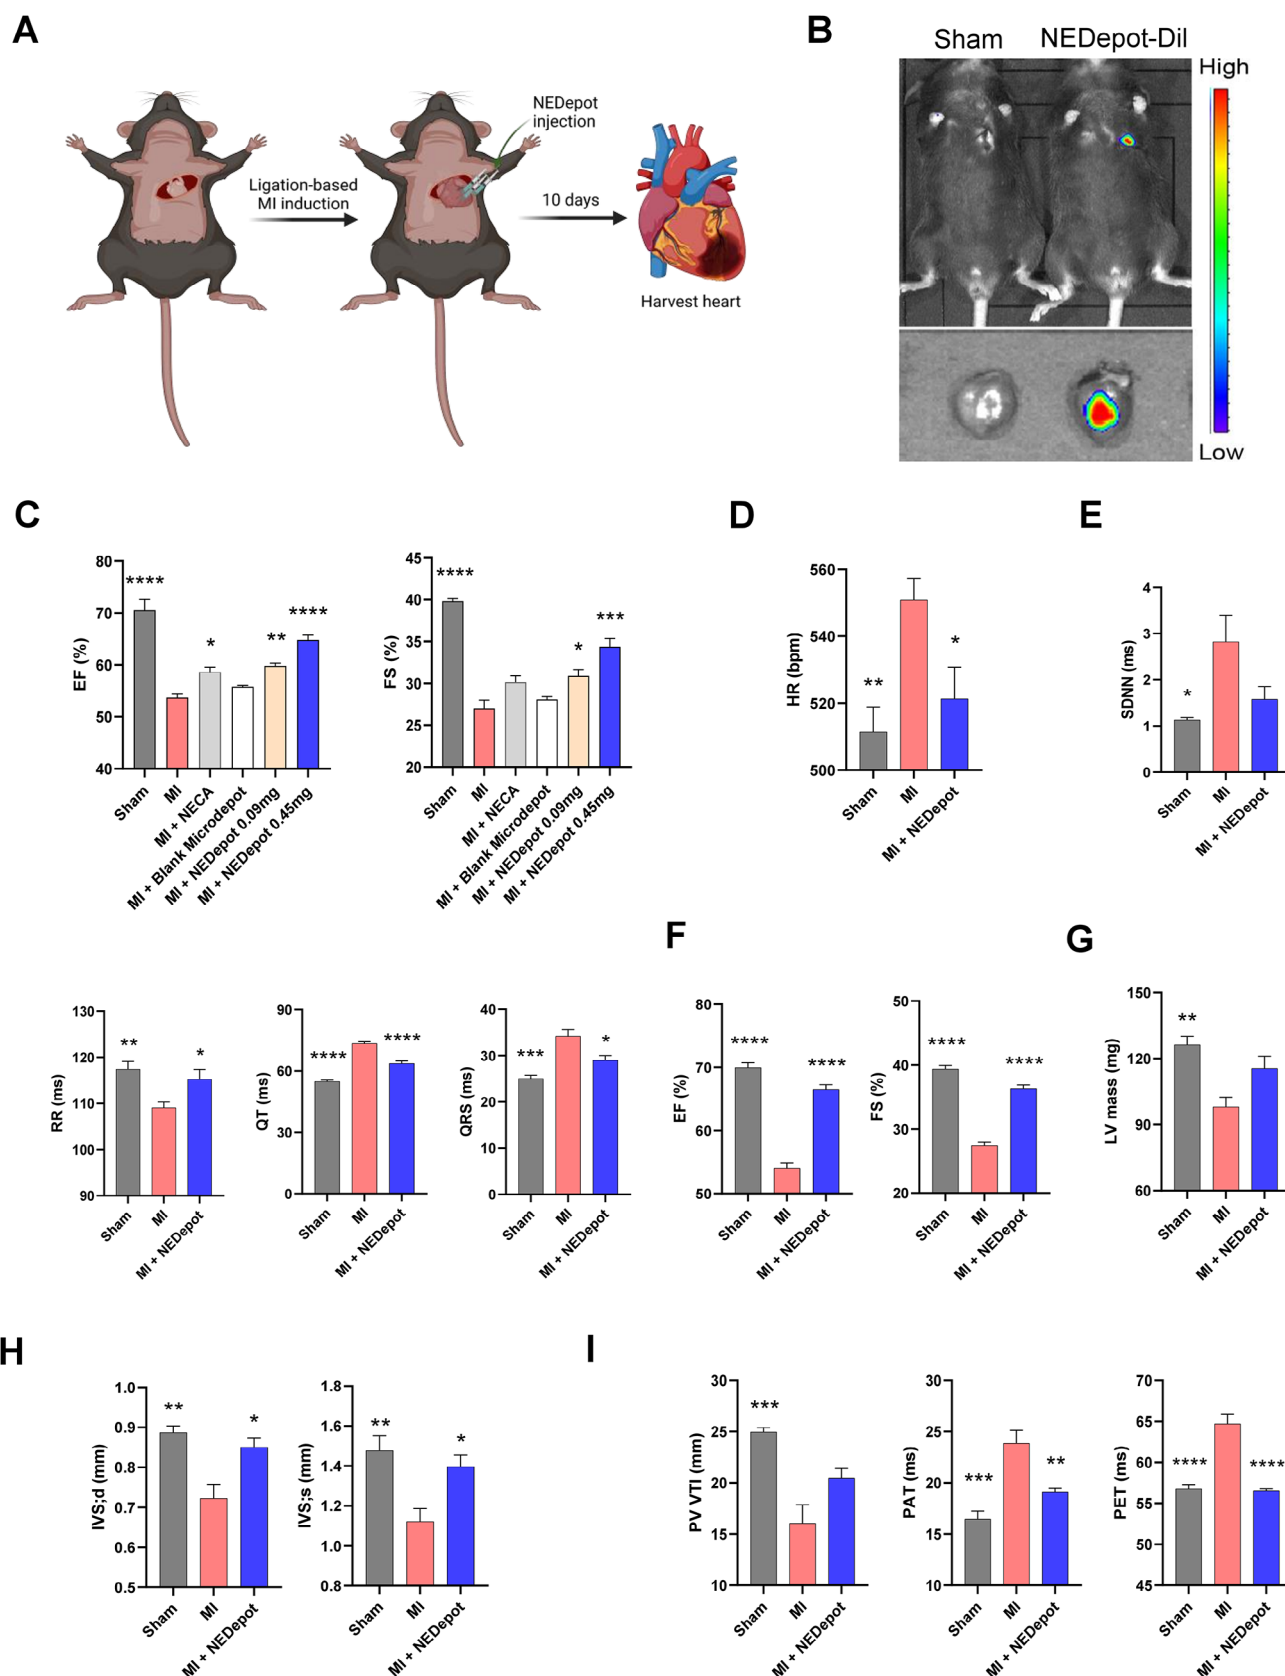 A
NEDepot
injection
Ligation-based
MI induction
10 days
Harvest heart
B
Sham
NEDepot-Dil
High
Low
C
EF (%)
80
70
60
50
40
****
*
**
****
Sham
MI
MI + NECA
MI + Blank Microdepot
MI + NEDepot 0.09mg
MI + NEDepot 0.45mg
FS (%)
45
40
35
30
25
20
****
*
***
Sham
MI
MI + NECA
MI + Blank Microdepot
MI + NEDepot 0.09mg
MI + NEDepot 0.45mg
D
HR (bpm)
560
540
520
500
**
*
Sham
MI
MI + NEDepot
E
SDNN (ms)
4
3
2
1
0
*
Sham
MI
MI + NEDepot
RR (ms)
130
120
110
100
90
**
*
Sham
MI
MI + NEDepot
QT (ms)
90
60
30
0
****
****
Sham
MI
MI + NEDepot
QRS (ms)
40
30
20
10
0
***
*
Sham
MI
MI + NEDepot
F
EF (%)
80
70
60
50
****
****
Sham
MI
MI + NEDepot
FS (%)
50
40
30
20
****
****
Sham
MI
MI + NEDepot
G
LV mass (mg)
150
120
90
60
**
Sham
MI
MI + NEDepot
H
IVS;d (mm)
1.0
0.9
0.8
0.7
0.6
0.5
**
*
Sham
MI
MI + NEDepot
IVS;s (mm)
1.8
1.6
1.4
1.2
1.0
0.8
**
*
Sham
MI
MI + NEDepot
I
PV VTI (mm)
30
25
20
15
10
***
Sham
MI
MI + NEDepot
PAT (ms)
30
25
20
15
10
***
**
Sham
MI
MI + NEDepot
PET (ms)
70
65
60
55
50
45
****
****
Sham
MI
MI + NEDepot